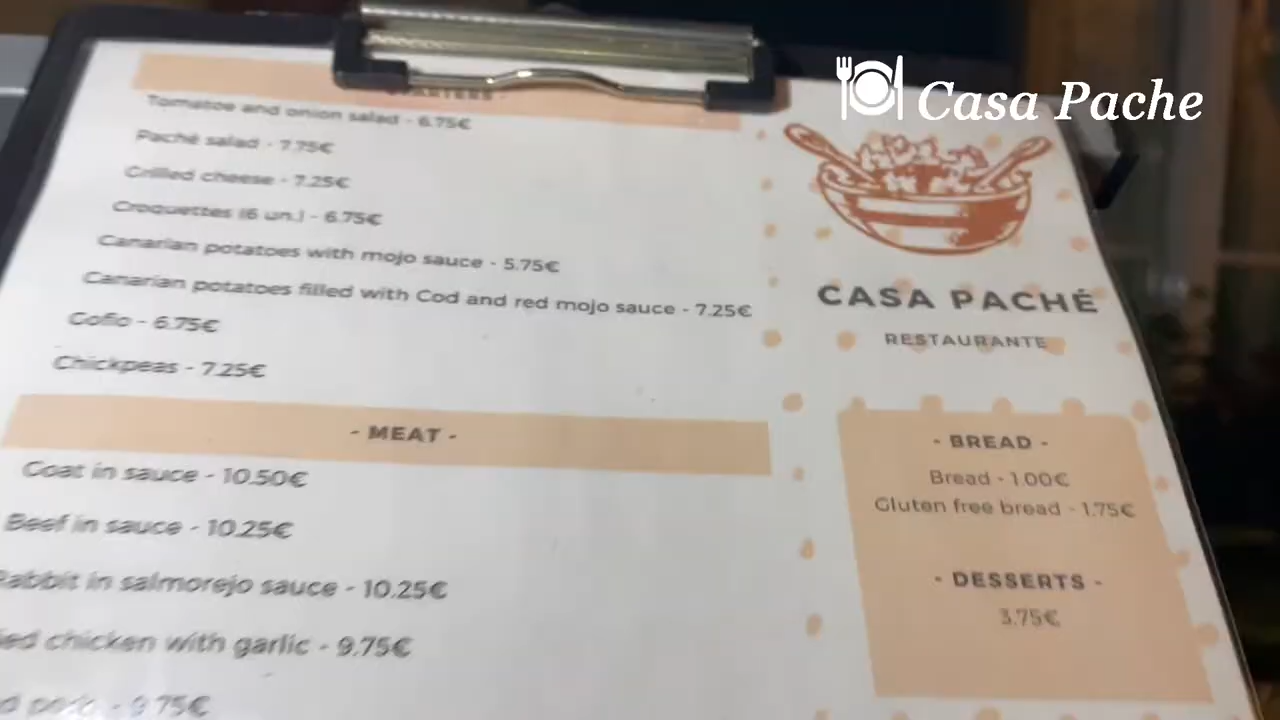 Casa Pache
Tomatoe and onion salad - 6.75€
Paché salad - 7.75€
Grilled cheese - 7.25€
Croquettes (6 un.) - 6.75€
Canarian potatoes with mojo sauce - 5.75€
Canarian potatoes filled with Cod and red mojo sauce - 7.25€
Gofio - 6.75€
Chickpeas - 7.25€
- MEAT -
Goat in sauce - 10.50€
Beef in sauce - 10.25€
Rabbit in salmorejo sauce - 10.25€
chicken with garlic - 9.75€
- 9.75€
CASA PACHÉ
RESTAURANTE
- BREAD -
Bread - 1.00€
Gluten free bread - 1.75€
- DESSERTS -
3.75€